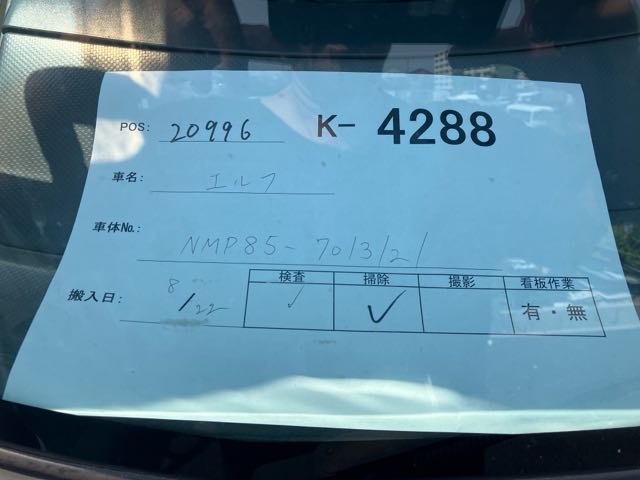 POS: 20996 K- 4288
車名: エルフ
車体No.: NMP85-7013121
搬入日: 8/22
検査 掃除 撮影 看板作業
✓ ✓ 有・無